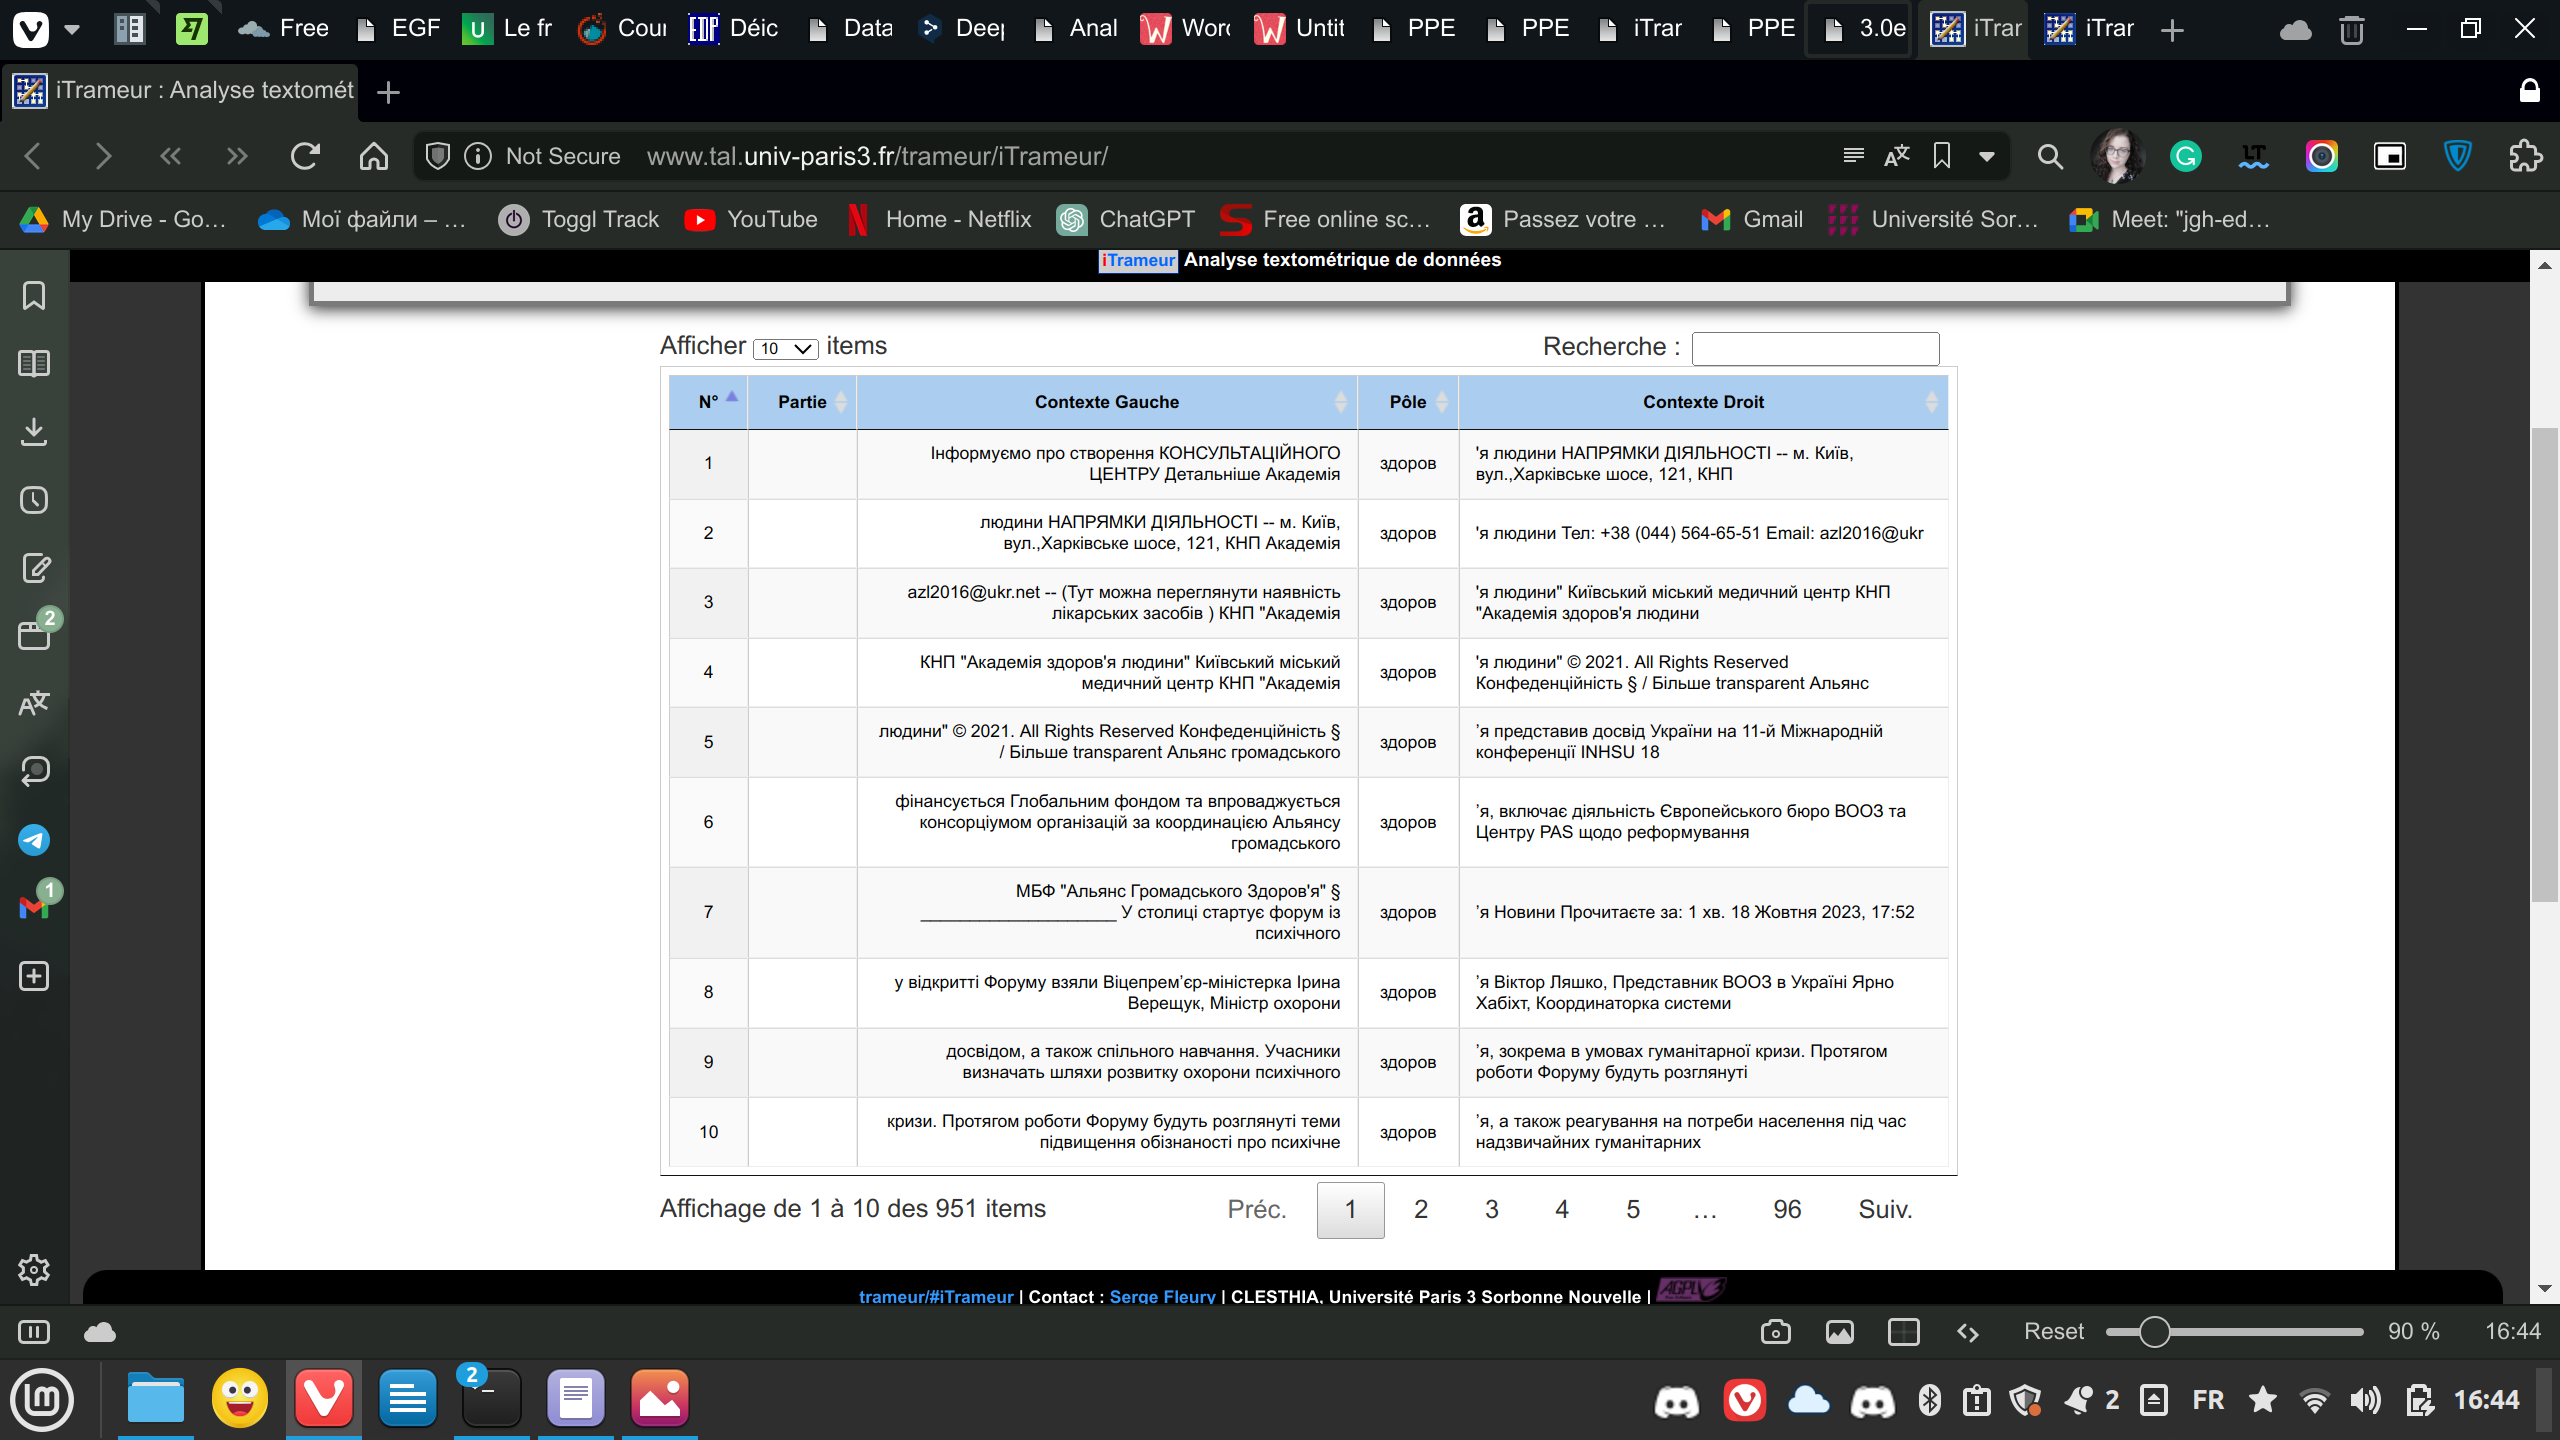 Free
EGF
Le fr
Cour
Déic
Data
Deep
Anal
Word
Untit
PPE
PPE
iTrar
PPE
3.0e
iTrar
iTrar
iTrameur : Analyse textomét
Not Secure www.tal.univ-paris3.fr/trameur/iTrameur/
My Drive - Go...
Мої файли – ...
Toggl Track
YouTube
Home - Netflix
ChatGPT
Free online sc...
Passez votre ...
Gmail
Université Sor...
Meet: "jgh-ed...
iTrameur Analyse textométrique de données
Afficher 10 items
Recherche :
N° Partie Contexte Gauche Pôle Contexte Droit
1
Інформуємо про створення КОНСУЛЬТАЦІЙНОГО
ЦЕНТРУ Детальніше Академія
здоров
'я людини НАПРЯМКИ ДІЯЛЬНОСТІ -- м. Київ,
вул.,Харківське шосе, 121, КНП
2
людини НАПРЯМКИ ДІЯЛЬНОСТІ -- м. Київ,
вул.,Харківське шосе, 121, КНП Академія
здоров
'я людини Тел: +38 (044) 564-65-51 Email: azl2016@ukr
3
azl2016@ukr.net -- (Тут можна переглянути наявність
лікарських засобів ) КНП "Академія
здоров
'я людини" Київський міський медичний центр КНП
"Академія здоров'я людини
4
КНП "Академія здоров'я людини" Київський міський
медичний центр КНП "Академія
здоров
'я людини" © 2021. All Rights Reserved
Конфеденційність § / Більше transparent Альянс
5
людини" © 2021. All Rights Reserved Конфеденційність §
/ Більше transparent Альянс громадського
здоров
’я представив досвід України на 11-й Міжнародній
конференції INHSU 18
6
фінансується Глобальним фондом та впроваджується
консорціумом організацій за координацією Альянсу
громадського
здоров
’я, включає діяльність Європейського бюро ВООЗ та
Центру PAS щодо реформування
7
МБФ "Альянс Громадського Здоров'я" §
____________________ У столиці стартує форум із
психічного
здоров
’я Новини Прочитаєте за: 1 хв. 18 Жовтня 2023, 17:52
8
у відкритті Форуму взяли Віцепрем’єр-міністерка Ірина
Верещук, Міністр охорони
здоров
’я Віктор Ляшко, Представник ВООЗ в Україні Ярно
Хабіхт, Координаторка системи
9
досвідом, а також спільного навчання. Учасники
визначать шляхи розвитку охорони психічного
здоров
’я, зокрема в умовах гуманітарної кризи. Протягом
роботи Форуму будуть розглянуті
10
кризи. Протягом роботи Форуму будуть розглянуті теми
підвищення обізнаності про психічне
здоров
’я, а також реагування на потреби населення під час
надзвичайних гуманітарних
Affichage de 1 à 10 des 951 items
Préc. 1 2 3 4 5 … 96 Suiv.
trameur/#iTrameur | Contact : Serge Fleury | CLESTHIA, Université Paris 3 Sorbonne Nouvelle | AGPLv3
2
1
Reset 90 % 16:44
2
2 FR 16:44